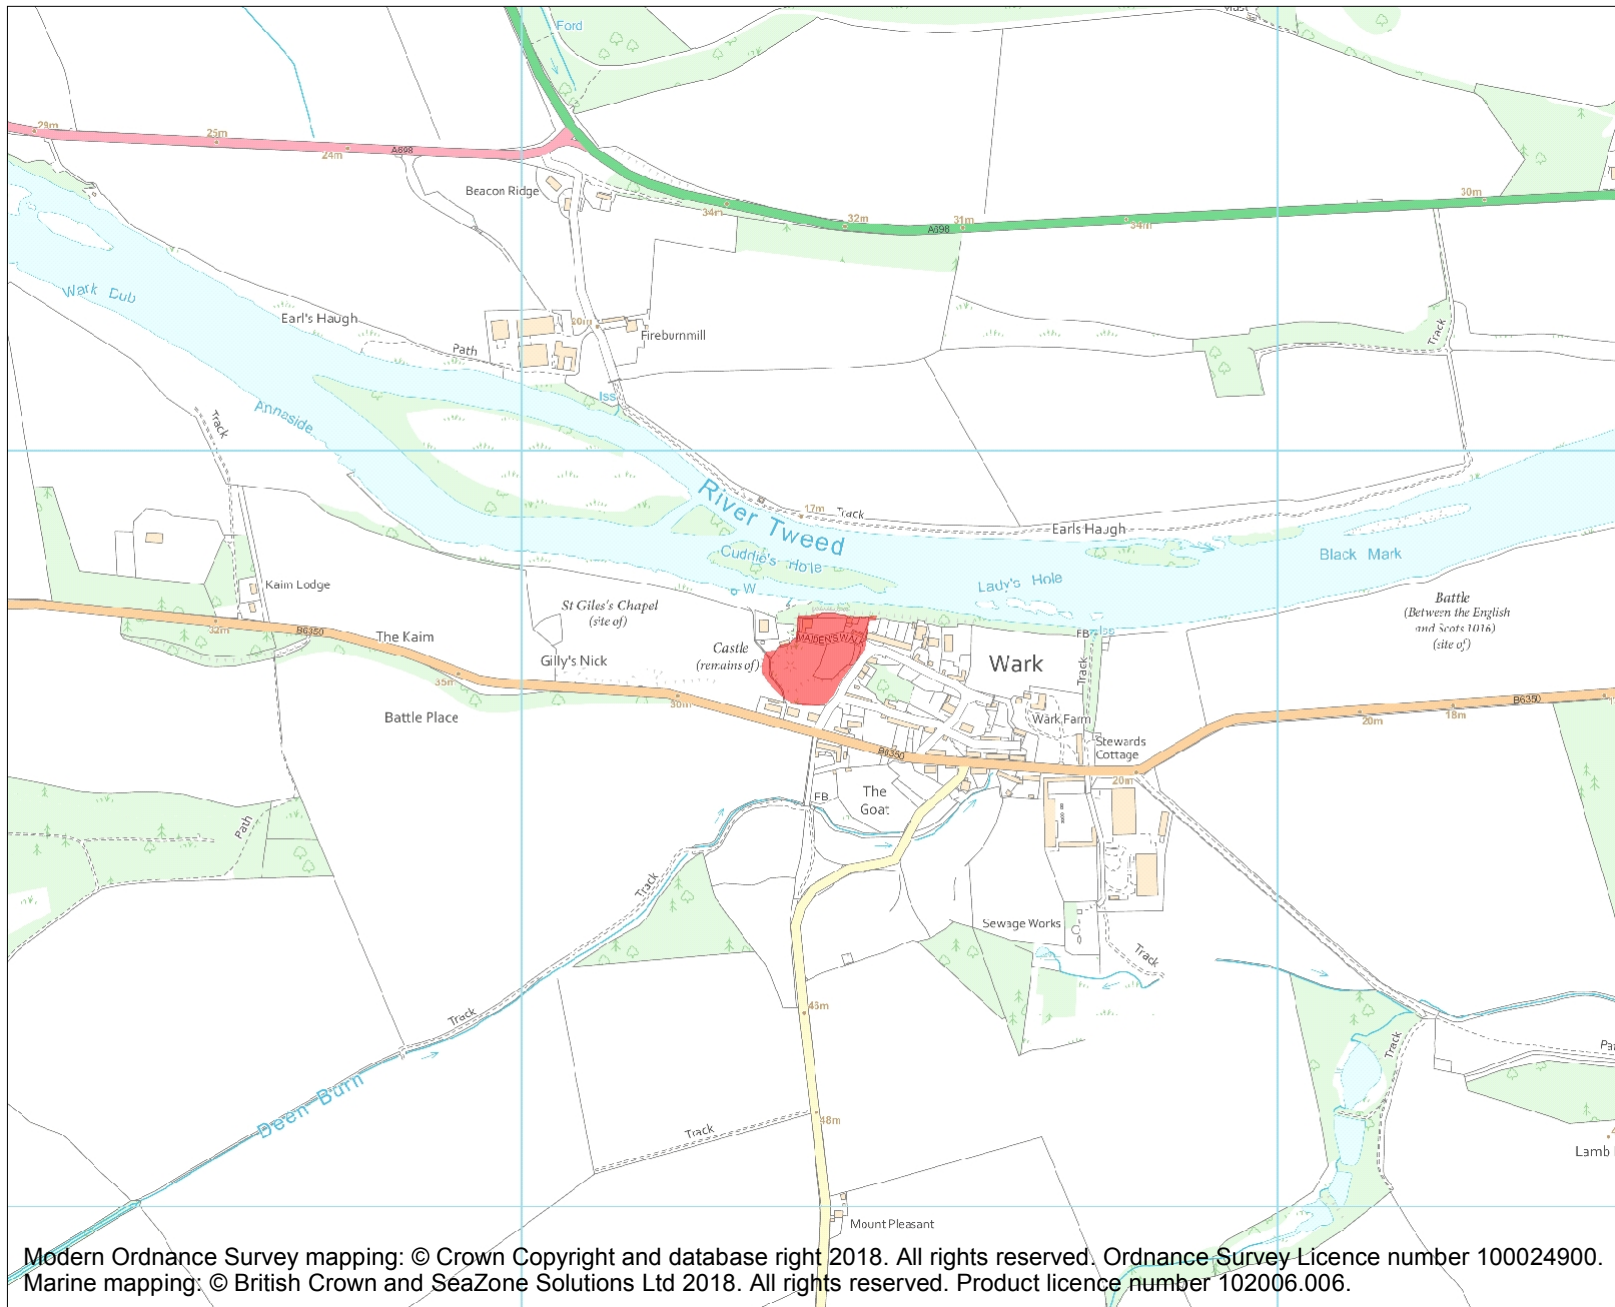 Ford
29m
25m
24m
A698
Beacon Ridge
34m
32m
31m
A698
34m
30m
Wark Dub
Earl's Haugh
Path
20m
Fireburnmill
Track
Iss
Annaside
Track
River Tweed
17m
Track
Earls Haugh
Black Mark
Cuddie's Hole
W
Lady's Hole
Kaim Lodge
St Giles's Chapel
(site of)
Battle
(Between the English
and Scots 1016)
(site of)
32m
B6350
The Kaim
Castle
(remains of)
MAIDEN'S WALL
FB
Iss
Wark
Track
Gilly's Nick
35m
30m
Battle Place
Wark Farm
B6350
20m
18m
B6350
Stewards
Cottage
20m
The
Goat
FB
Path
Track
Sewage Works
Track
46m
Track
Track
Deen Burn
48m
Track
Lamb
Mount Pleasant
Modern Ordnance Survey mapping: © Crown Copyright and database right 2018. All rights reserved. Ordnance Survey Licence number 100024900.
Marine mapping: © British Crown and SeaZone Solutions Ltd 2018. All rights reserved. Product licence number 102006.006.